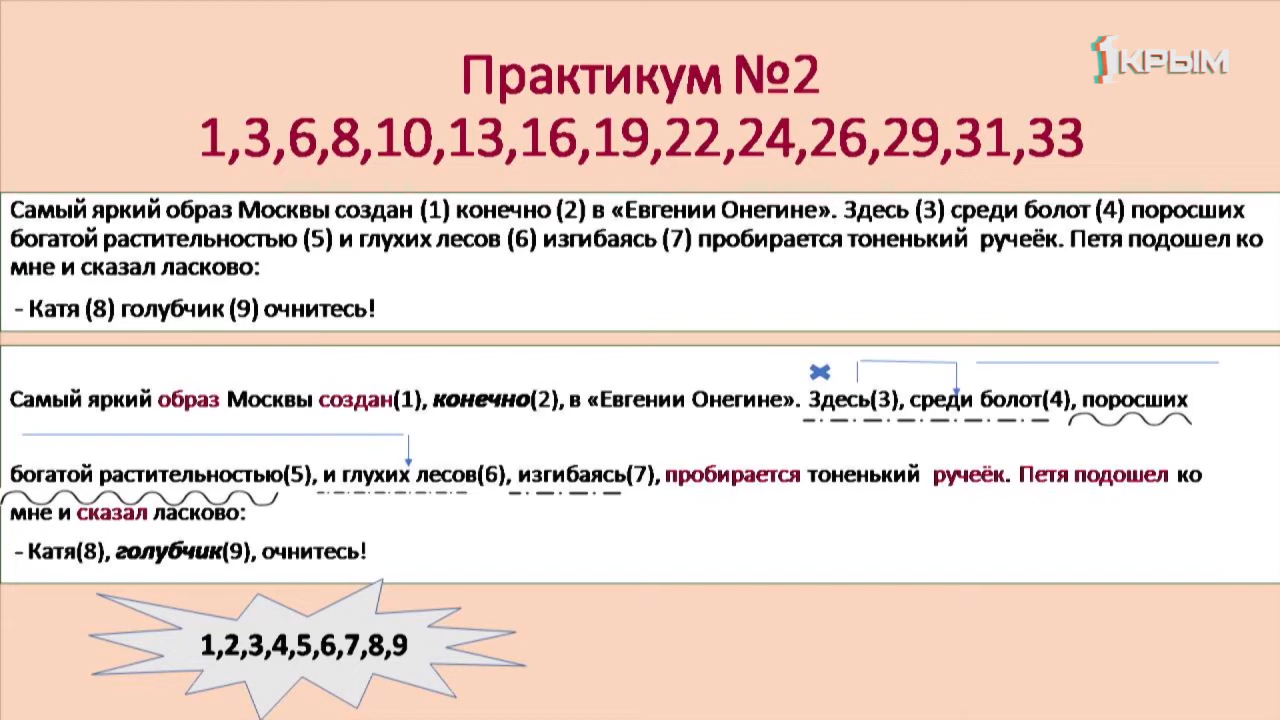 1КРЫМ
Практикум №2
1,3,6,8,10,13,16,19,22,24,26,29,31,33
Самый яркий образ Москвы создан (1) конечно (2) в «Евгении Онегине». Здесь (3) среди болот (4) поросших
богатой растительностью (5) и глухих лесов (6) изгибаясь (7) пробирается тоненький ручеёк. Петя подошел ко
мне и сказал ласково:
- Катя (8) голубчик (9) очнитесь!
Самый яркий образ Москвы создан(1), конечно(2), в «Евгении Онегине». Здесь(3), среди болот(4), поросших
богатой растительностью(5), и глухих лесов(6), изгибаясь(7), пробирается тоненький ручеёк. Петя подошел ко
мне и сказал ласково:
- Катя(8), голубчик(9), очнитесь!
1,2,3,4,5,6,7,8,9